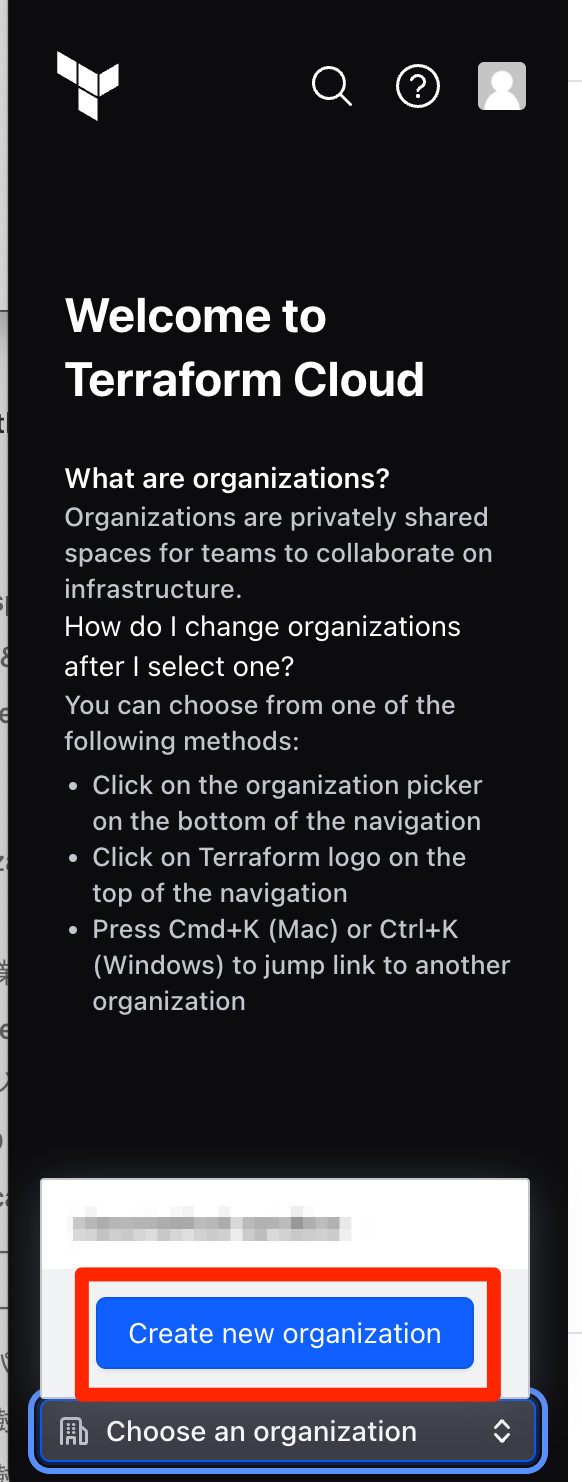 Welcome to
Terraform Cloud
What are organizations?
Organizations are privately shared
spaces for teams to collaborate on
infrastructure.
How do I change organizations
after I select one?
You can choose from one of the
following methods:
• Click on the organization picker
on the bottom of the navigation
• Click on Terraform logo on the
top of the navigation
• Press Cmd+K (Mac) or Ctrl+K
(Windows) to jump link to another
organization
Create new organization
Choose an organization